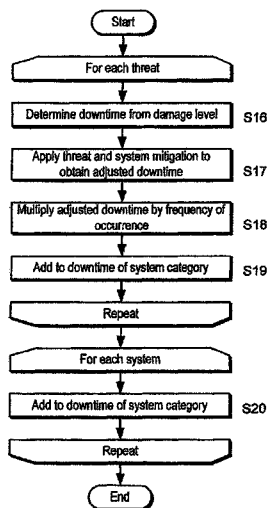 Start
For each threat
Determine downtime from damage level S16
Apply threat and system mitigation to
obtain adjusted downtime S17
Multiply adjusted downtime by frequency of
occurrence S18
Add to downtime of system category S19
Repeat
For each system
Add to downtime of system category S20
Repeat
End